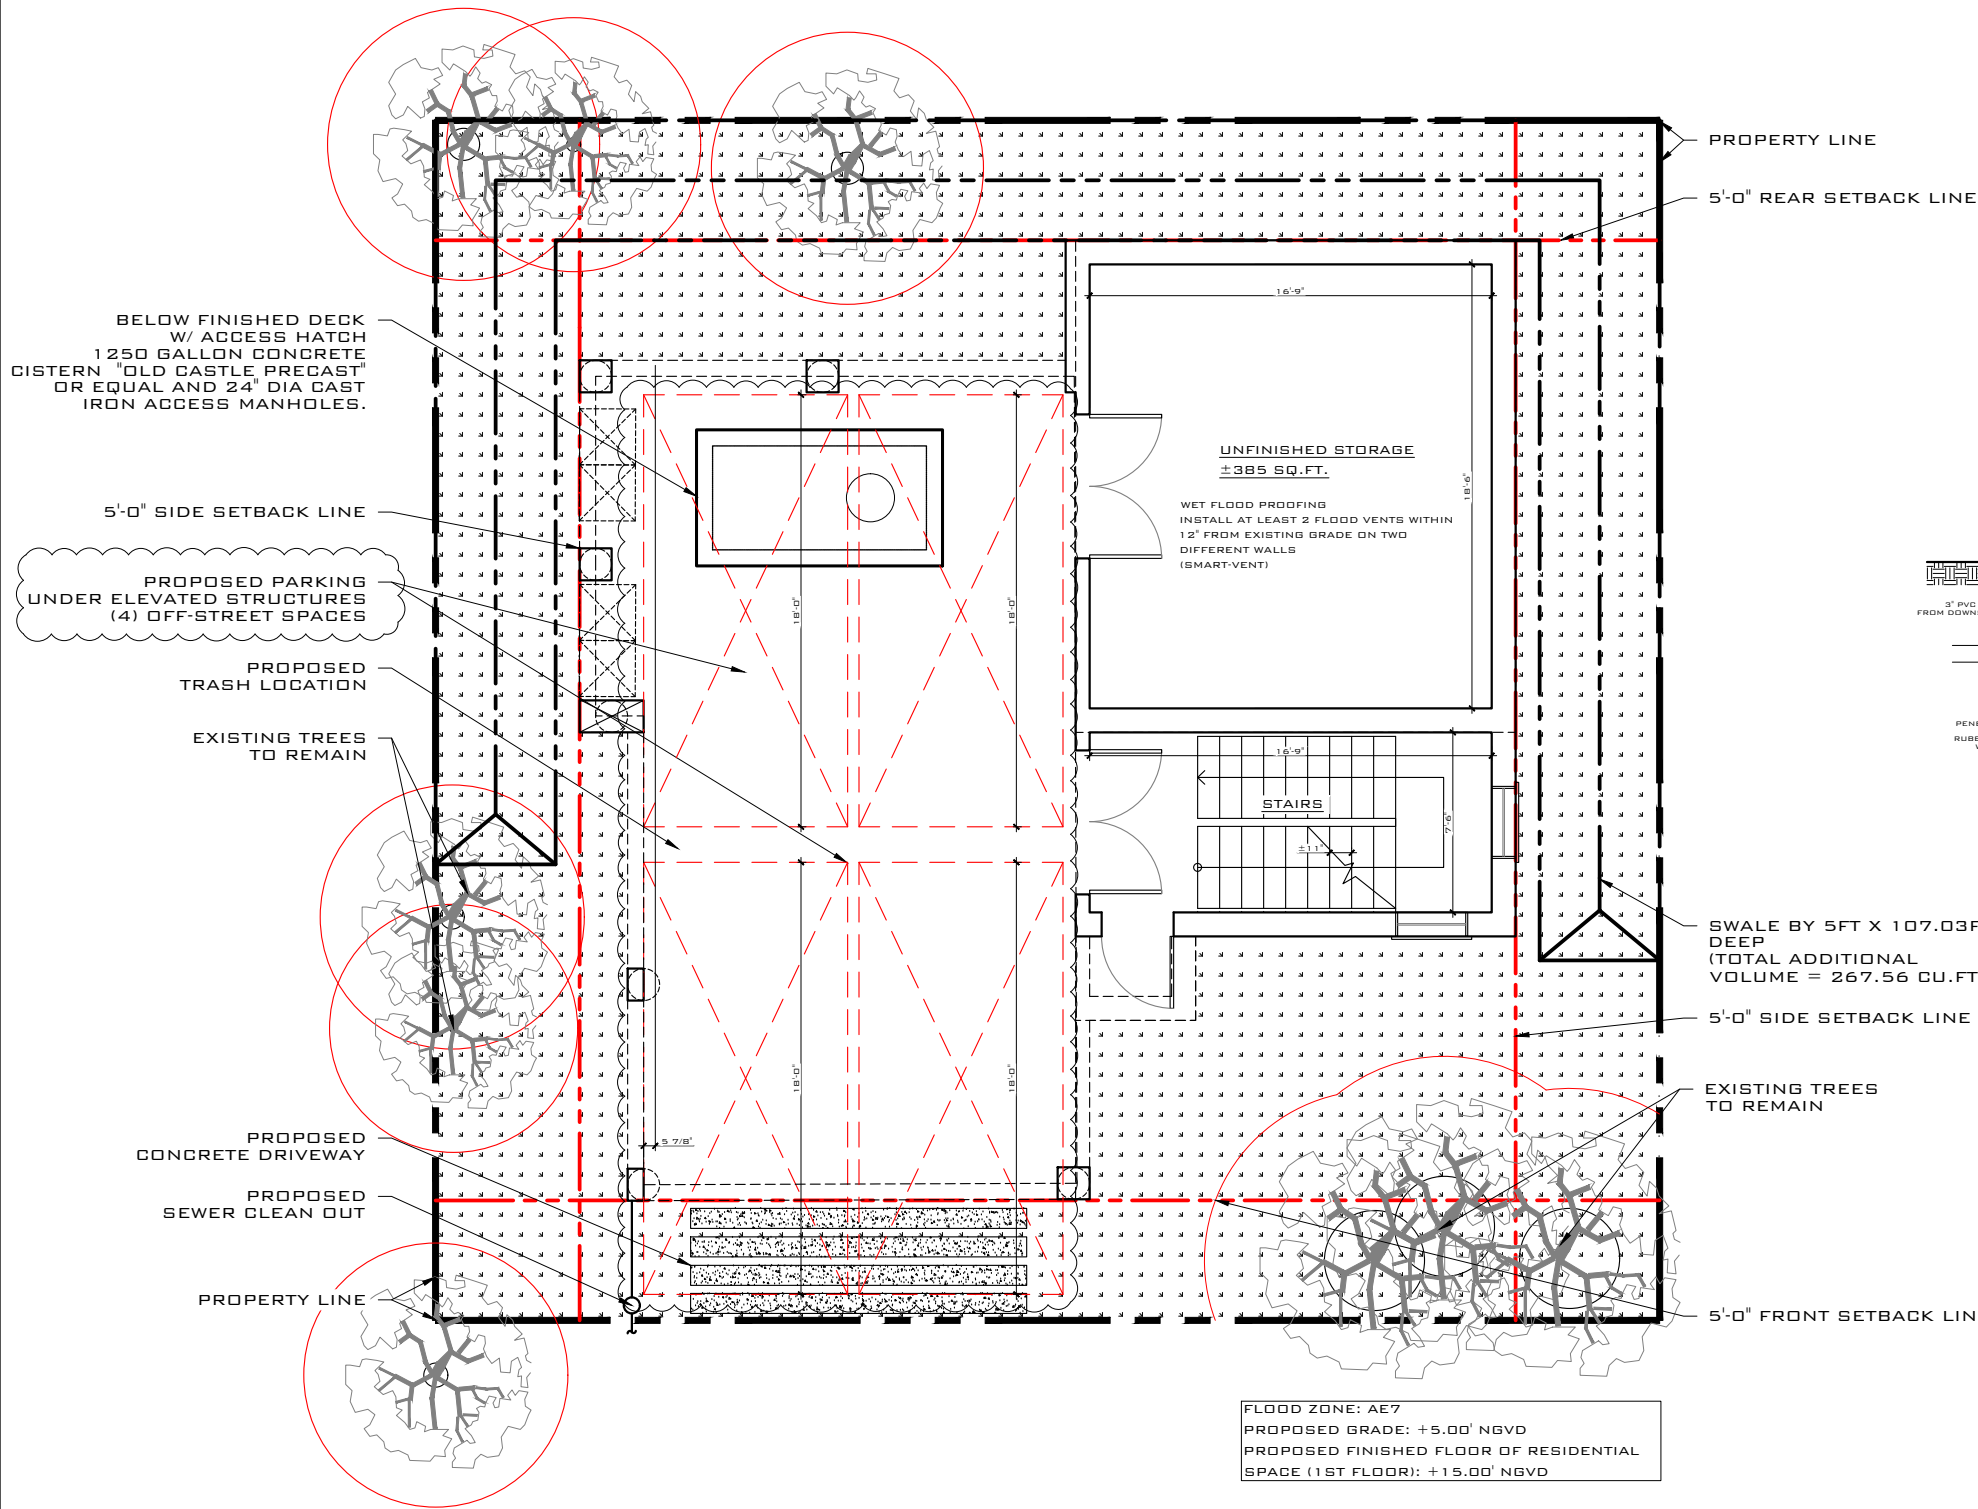 PROPERTY LINE
5'-0" REAR SETBACK LINE
BELOW FINISHED DECK
W/ ACCESS HATCH
1250 GALLON CONCRETE
CISTERN "OLD CASTLE PRECAST"
OR EQUAL AND 24" DIA CAST
IRON ACCESS MANHOLES.
5'-0" SIDE SETBACK LINE
PROPOSED PARKING
UNDER ELEVATED STRUCTURES
(4) OFF-STREET SPACES
PROPOSED
TRASH LOCATION
EXISTING TREES
TO REMAIN
PROPOSED
CONCRETE DRIVEWAY
PROPOSED
SEWER CLEAN OUT
PROPERTY LINE
16'-9"
18'-6"
UNFINISHED STORAGE
±385 SQ.FT.
WET FLOOD PROOFING
INSTALL AT LEAST 2 FLOOD VENTS WITHIN
12" FROM EXISTING GRADE ON TWO
DIFFERENT WALLS
(SMART-VENT)
18'-0"
18'-0"
16'-9"
STAIRS
7'-6"
±11"
18'-0"
18'-0"
5 7/8"
3" PVC
FROM DOWN
PENE
RUBE
SWALE BY 5FT X 107.03F
DEEP
(TOTAL ADDITIONAL
VOLUME = 267.56 CU.FT
5'-0" SIDE SETBACK LINE
EXISTING TREES
TO REMAIN
5'-0" FRONT SETBACK LIN
FLOOD ZONE: AE7
PROPOSED GRADE: +5.00' NGVD
PROPOSED FINISHED FLOOR OF RESIDENTIAL
SPACE (1ST FLOOR): +15.00' NGVD